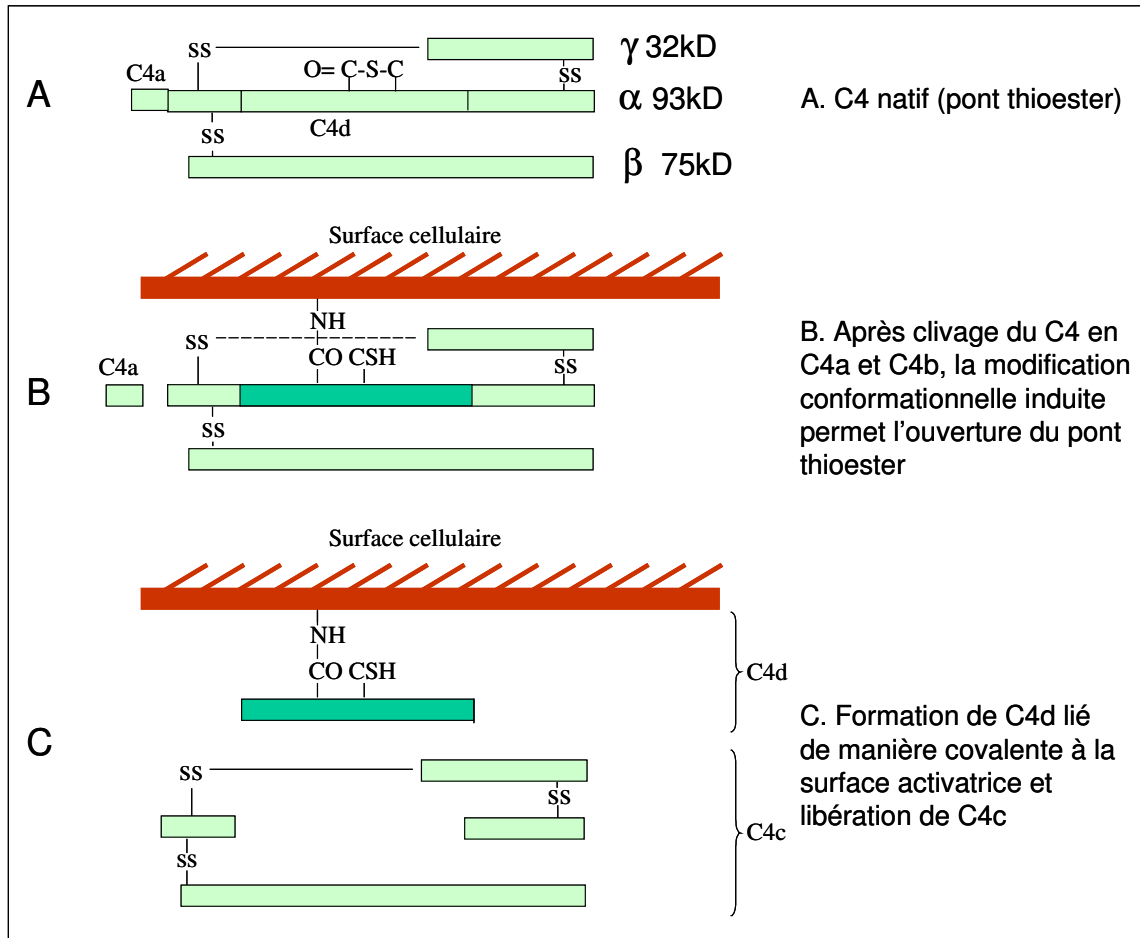 SS
γ 32kD
C4a
O= C-S-C
SS
A
α 93kD
A. C4 natif (pont thioester)
SS
C4d
β 75kD
Surface cellulaire
NH
SS
CO CSH
C4a
SS
B
SS
B. Après clivage du C4 en
C4a et C4b, la modification
conformationnelle induite
permet l'ouverture du pont
thioester
Surface cellulaire
NH
CO CSH
C4d
C
SS
SS
C4c
SS
C. Formation de C4d lié
de manière covalente à la
surface activatrice et
libération de C4c